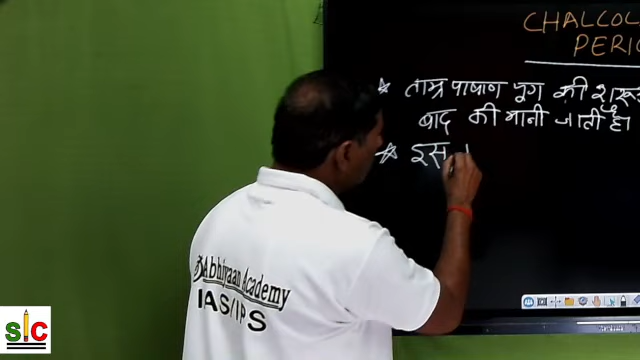 CHALCOL
PERIO
* ताम्र पाषाण युग की शुरू
बाद की मानी जाती है।
* इस
Abhiyaan Academy
IAS/IPS
SIC